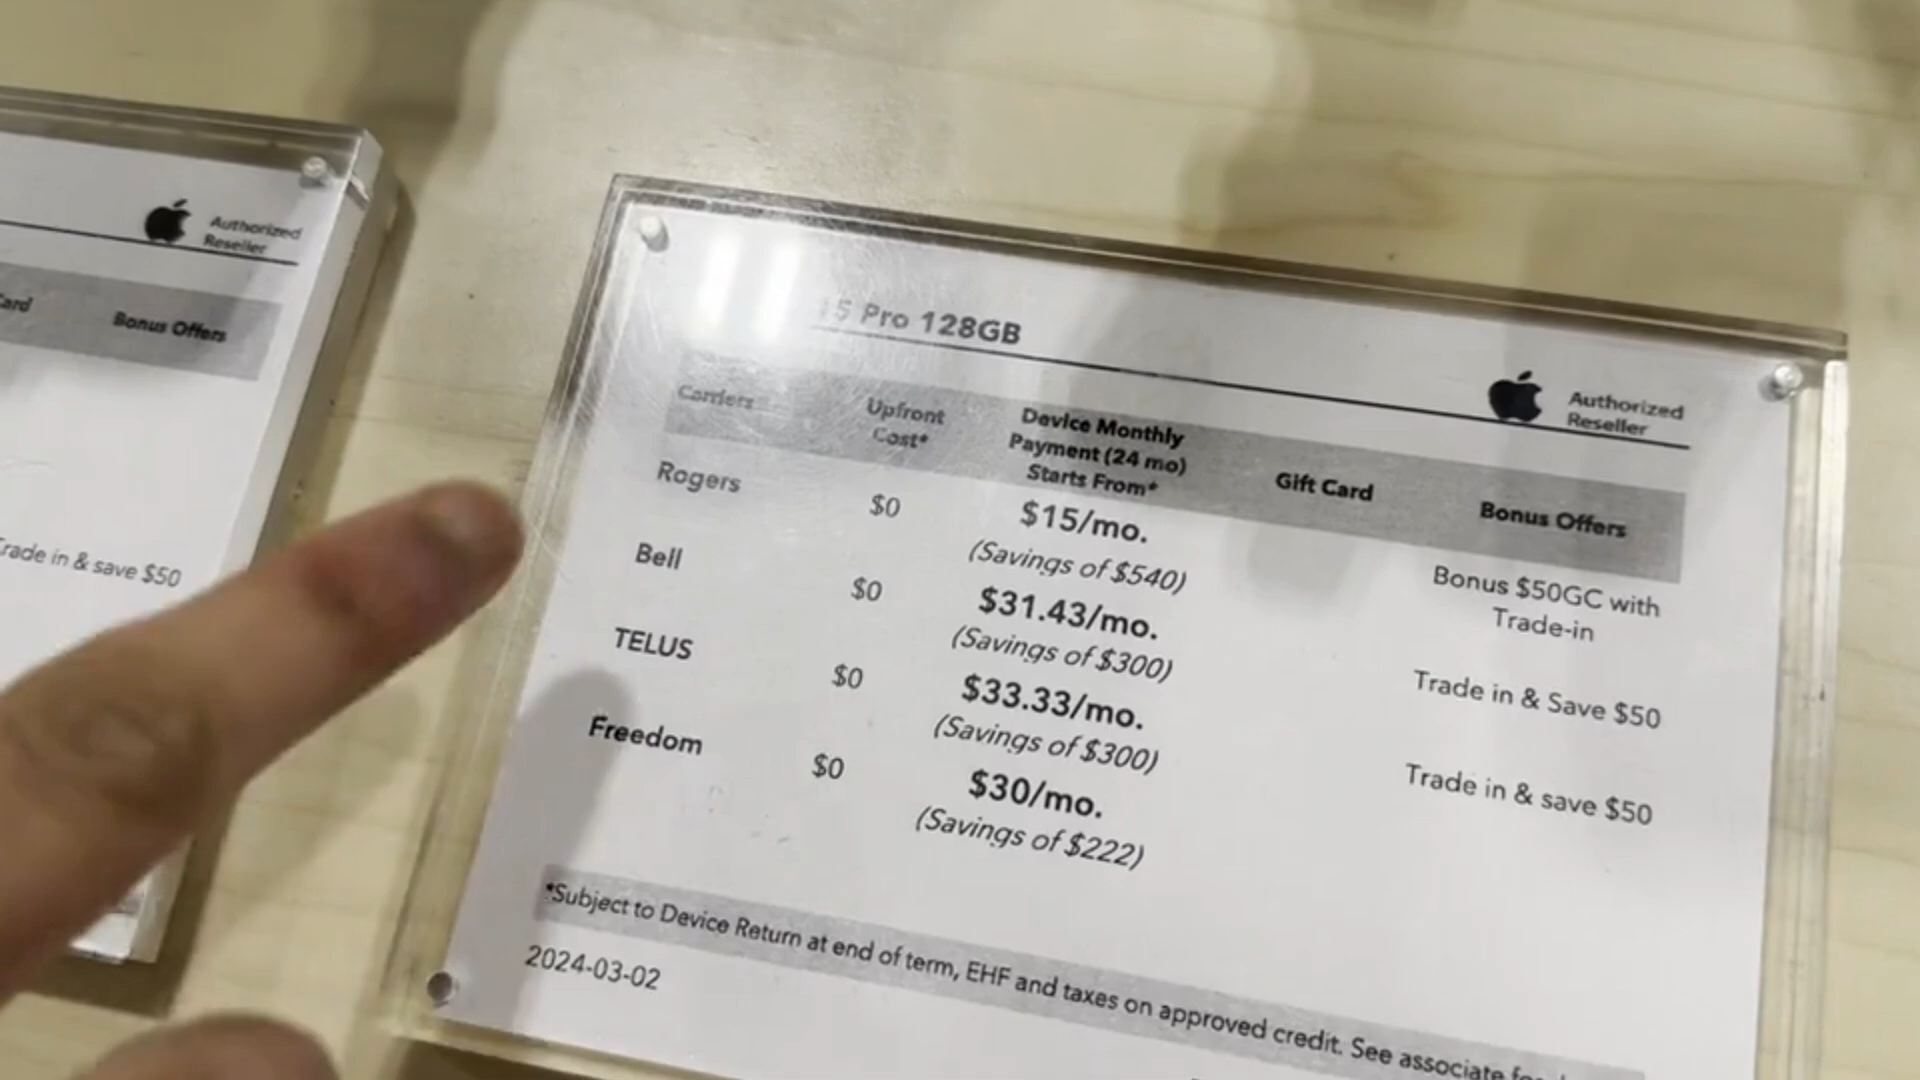 Authorized
Reseller
Bonus Offers
Trade in & save $50
15 Pro 128GB
Authorized
Reseller
Carriers
Upfront
Cost*
Device Monthly
Payment (24 mo)
Starts From*
Gift Card
Bonus Offers
Rogers
$0
$15/mo.
(Savings of $540)
Bonus $50GC with
Trade-in
Bell
$0
$31.43/mo.
(Savings of $300)
Trade in & Save $50
TELUS
$0
$33.33/mo.
(Savings of $300)
Trade in & save $50
Freedom
$0
$30/mo.
(Savings of $222)
*Subject to Device Return at end of term, EHF and taxes on approved credit. See associate
2024-03-02